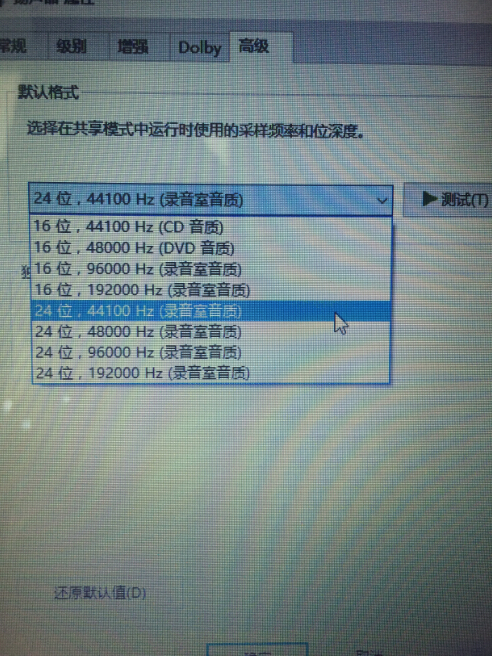 常规 级别 增强 Dolby 高级
默认格式
选择在共享模式中运行时使用的采样频率和位深度。
24 位，44100 Hz (录音室音质)
▶测试(T)
16 位，44100 Hz (CD 音质)
16 位，48000 Hz (DVD 音质)
16 位，96000 Hz (录音室音质)
16 位，192000 Hz (录音室音质)
24 位，44100 Hz (录音室音质)
24 位，48000 Hz (录音室音质)
24 位，96000 Hz (录音室音质)
24 位，192000 Hz (录音室音质)
还原默认值(D)